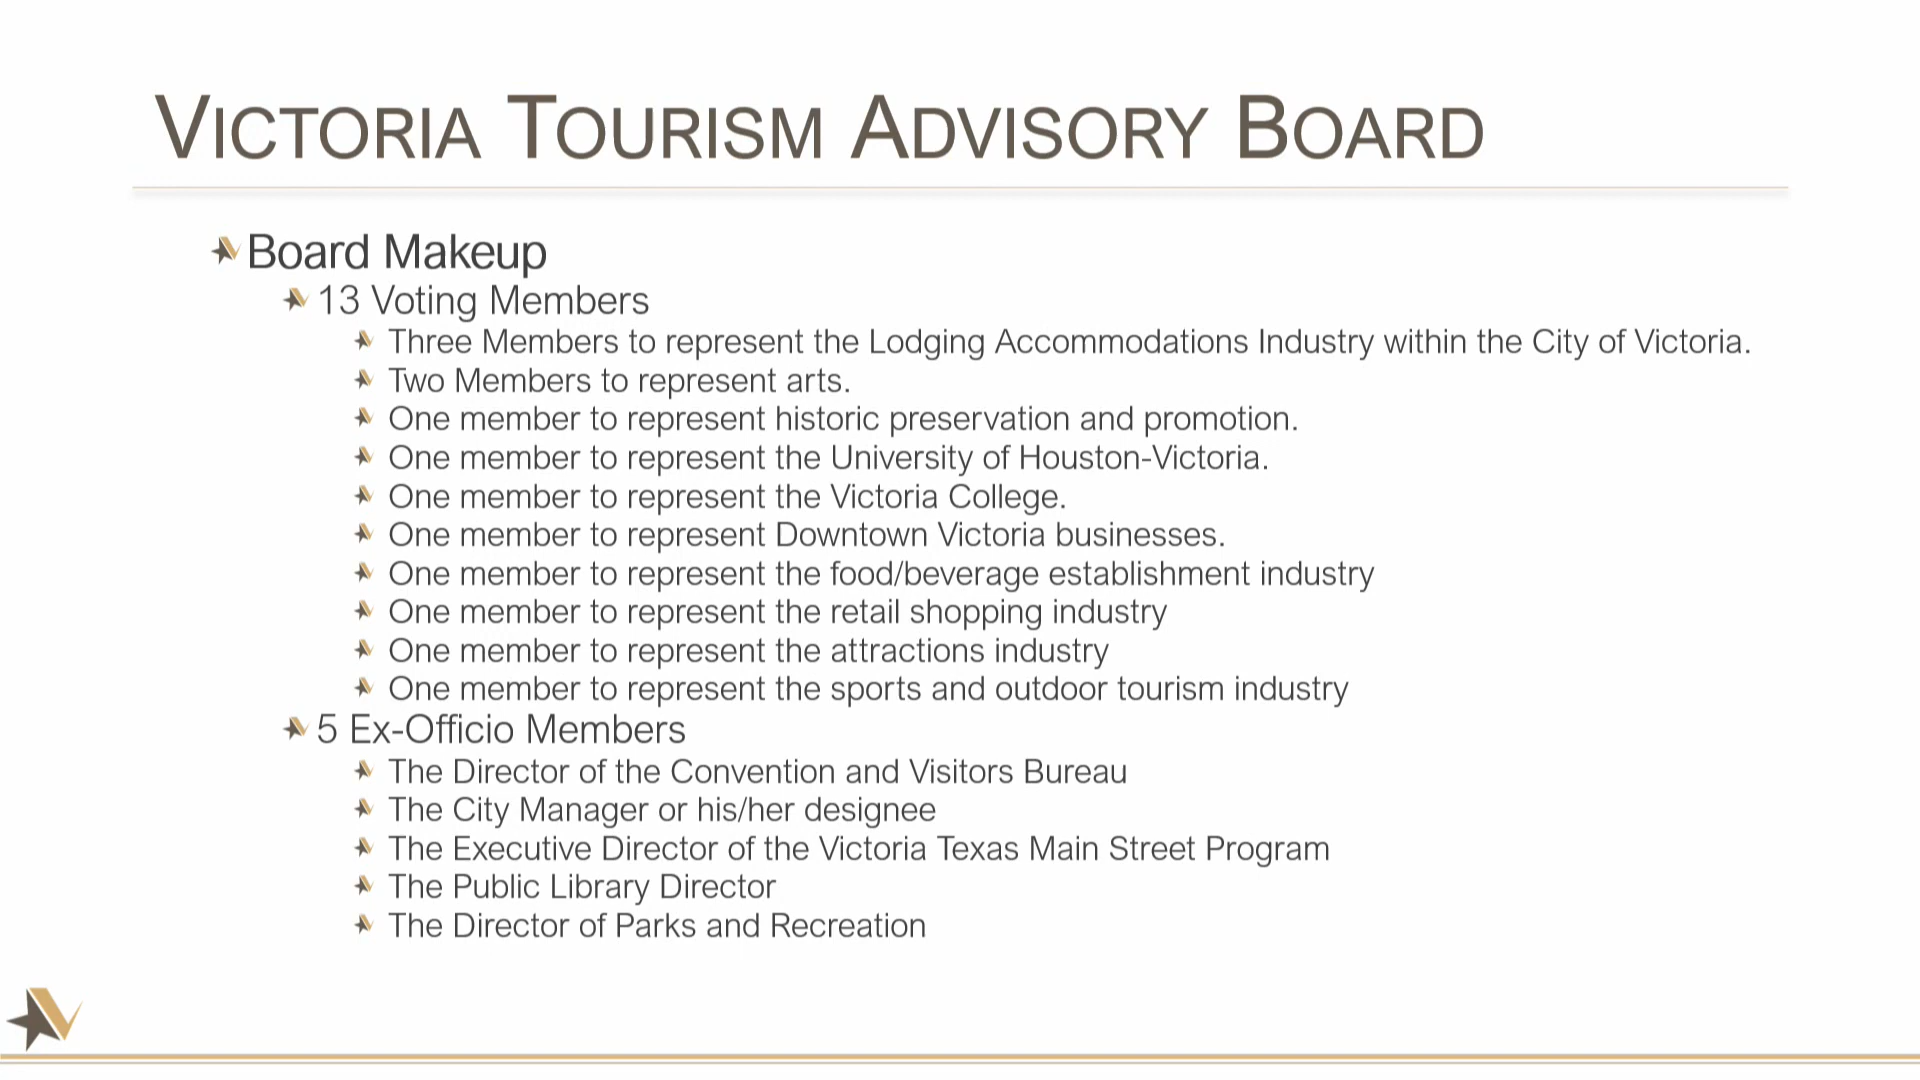 VICTORIA TOURISM ADVISORY BOARD
Board Makeup
13 Voting Members
Three Members to represent the Lodging Accommodations Industry within the City of Victoria.
Two Members to represent arts.
One member to represent historic preservation and promotion.
One member to represent the University of Houston-Victoria.
One member to represent the Victoria College.
One member to represent Downtown Victoria businesses.
One member to represent the food/beverage establishment industry
One member to represent the retail shopping industry
One member to represent the attractions industry
One member to represent the sports and outdoor tourism industry
5 Ex-Officio Members
The Director of the Convention and Visitors Bureau
The City Manager or his/her designee
The Executive Director of the Victoria Texas Main Street Program
The Public Library Director
The Director of Parks and Recreation